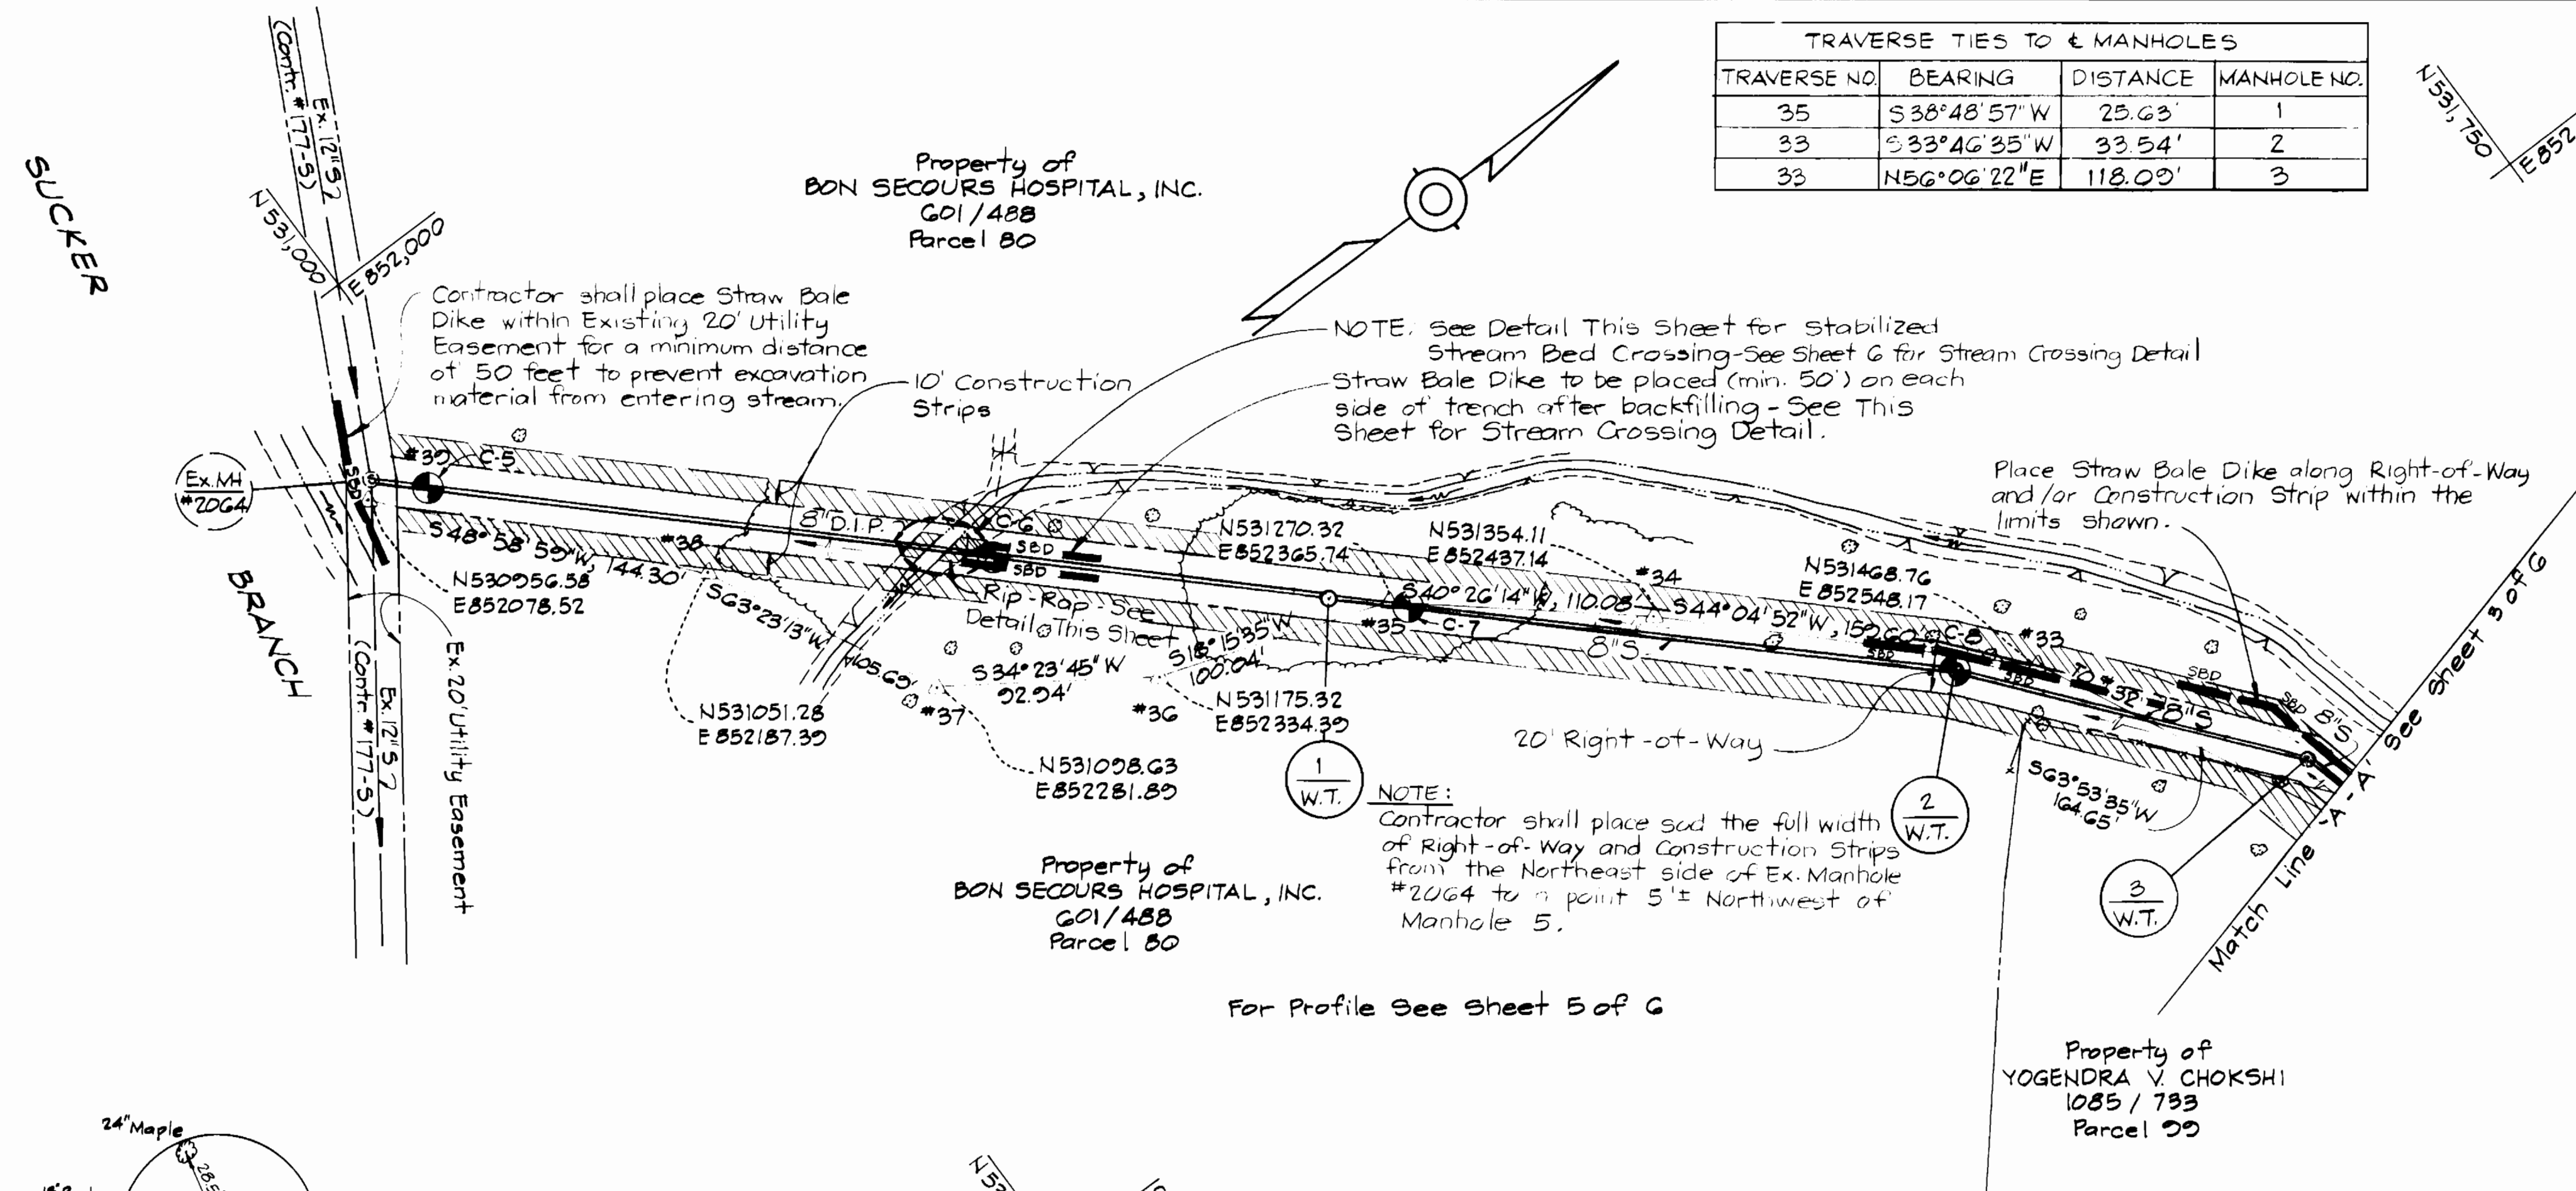 TRAVERSE TIES TO ℄ MANHOLES
TRAVERSE NO. BEARING DISTANCE MANHOLE NO.
35 S38°48'57"W 25.63' 1
33 S33°46'35"W 33.54' 2
33 N56°06'22"E 118.09' 3
N531,750
E852
SUCKER
BRANCH
(Contr. #177-S)
Ex. 12"S
N531,000
E852,000
Property of
BON SECOURS HOSPITAL, INC.
601/488
Parcel 80
Contractor shall place Straw Bale
Dike within Existing 20' Utility
Easement for a minimum distance
of 50 feet to prevent excavation
material from entering stream.
10' Construction
Strips
NOTE: See Detail This Sheet for Stabilized
Stream Bed Crossing-See Sheet 6 for Stream Crossing Detail
Straw Bale Dike to be placed (min. 50') on each
side of trench after backfilling - See This
Sheet for Stream Crossing Detail.
Place Straw Bale Dike along Right-of-Way
and/or Construction Strip within the
limits shown.
Ex. MH
#2064
SBD
#39
C-5
8"D.I.P.
C-6
SBD
SBD
S48°58'59"W, 144.30'
#38
N530956.58
E852078.52
S63°23'13"W
105.69'
N531051.28
E852187.39
Rip-Rap-See
Detail This Sheet
S34°23'45"W
92.94'
#37
N531098.63
E852281.89
#36
S18°15'35"W
100.04'
N531175.32
E852334.39
N531270.32
E852365.74
#35
C-7
N531354.11
E852437.14
S40°26'14"W, 110.08'
#34
S44°04'52"W, 159.60'
8"S
N531468.76
E852548.17
C-8
#33
SBD
SBD
To #32
8"S
SBD
SBD
8"S
S63°53'35"W
164.65'
20' Right-of-Way
1
W.T.
2
W.T.
3
W.T.
Match Line A-A' See Sheet 3 of 6
Ex. 20' Utility Easement
Ex. 12"S
(Contr. #177-S)
NOTE:
Contractor shall place sod the full width
of Right-of-Way and Construction Strips
from the Northeast side of Ex. Manhole
#2064 to a point 5'± Northwest of
Manhole 5.
Property of
BON SECOURS HOSPITAL, INC.
601/488
Parcel 80
For Profile See Sheet 5 of 6
Property of
YOGENDRA V. CHOKSHI
1085 / 733
Parcel 99
24"Maple